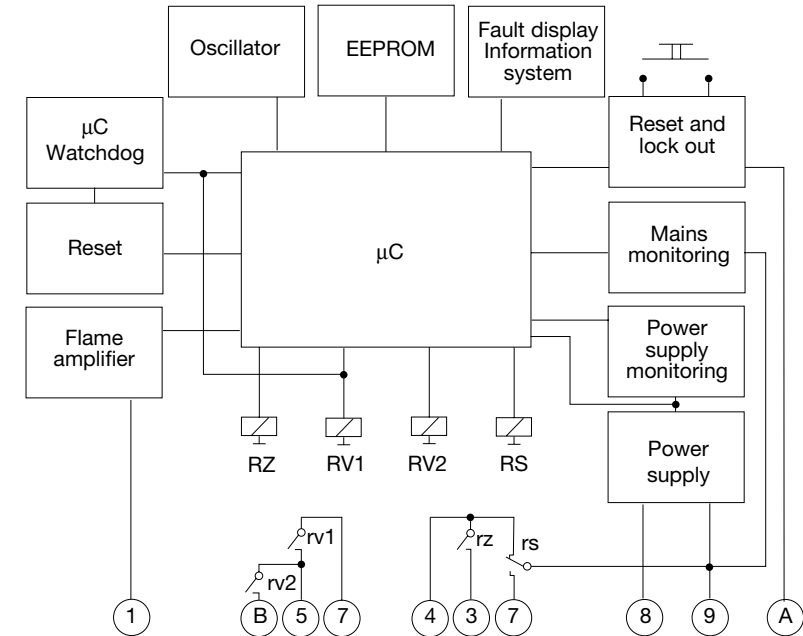 Oscillator
EEPROM
Fault display
Information
system
μC
Watchdog
Reset and
lock out
Reset
μC
Mains
monitoring
Flame
amplifier
Power
supply
monitoring
Power
supply
RZ
RV1
RV2
RS
rv1
rz
rs
rv2
1
B
5
7
4
3
7
8
9
A